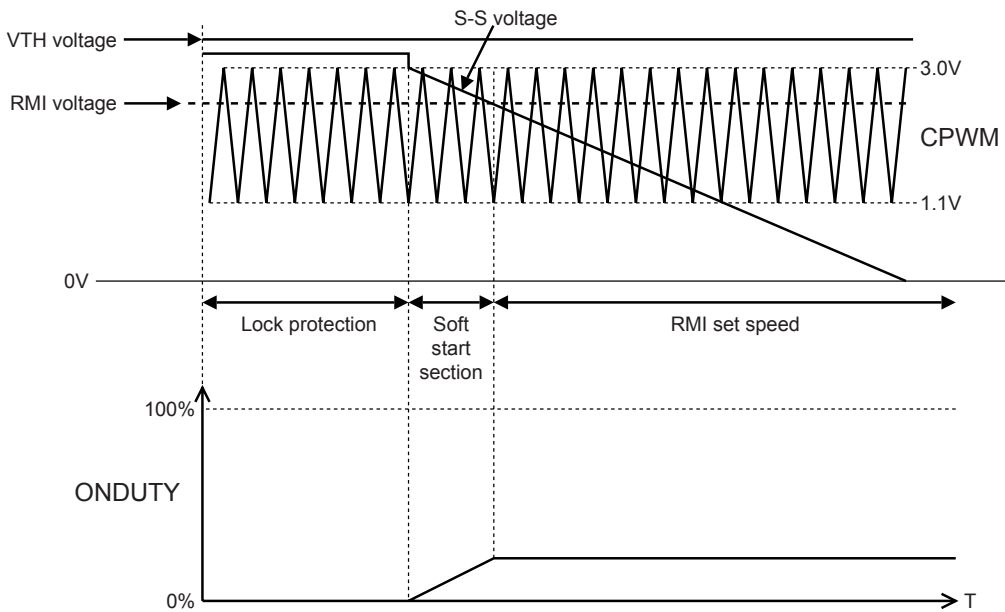 S-S voltage
VTH voltage
3.0V
RMI voltage
CPWM
1.1V
0V
Lock protection
Soft
start
section
RMI set speed
100%
ONDUTY
0%
T